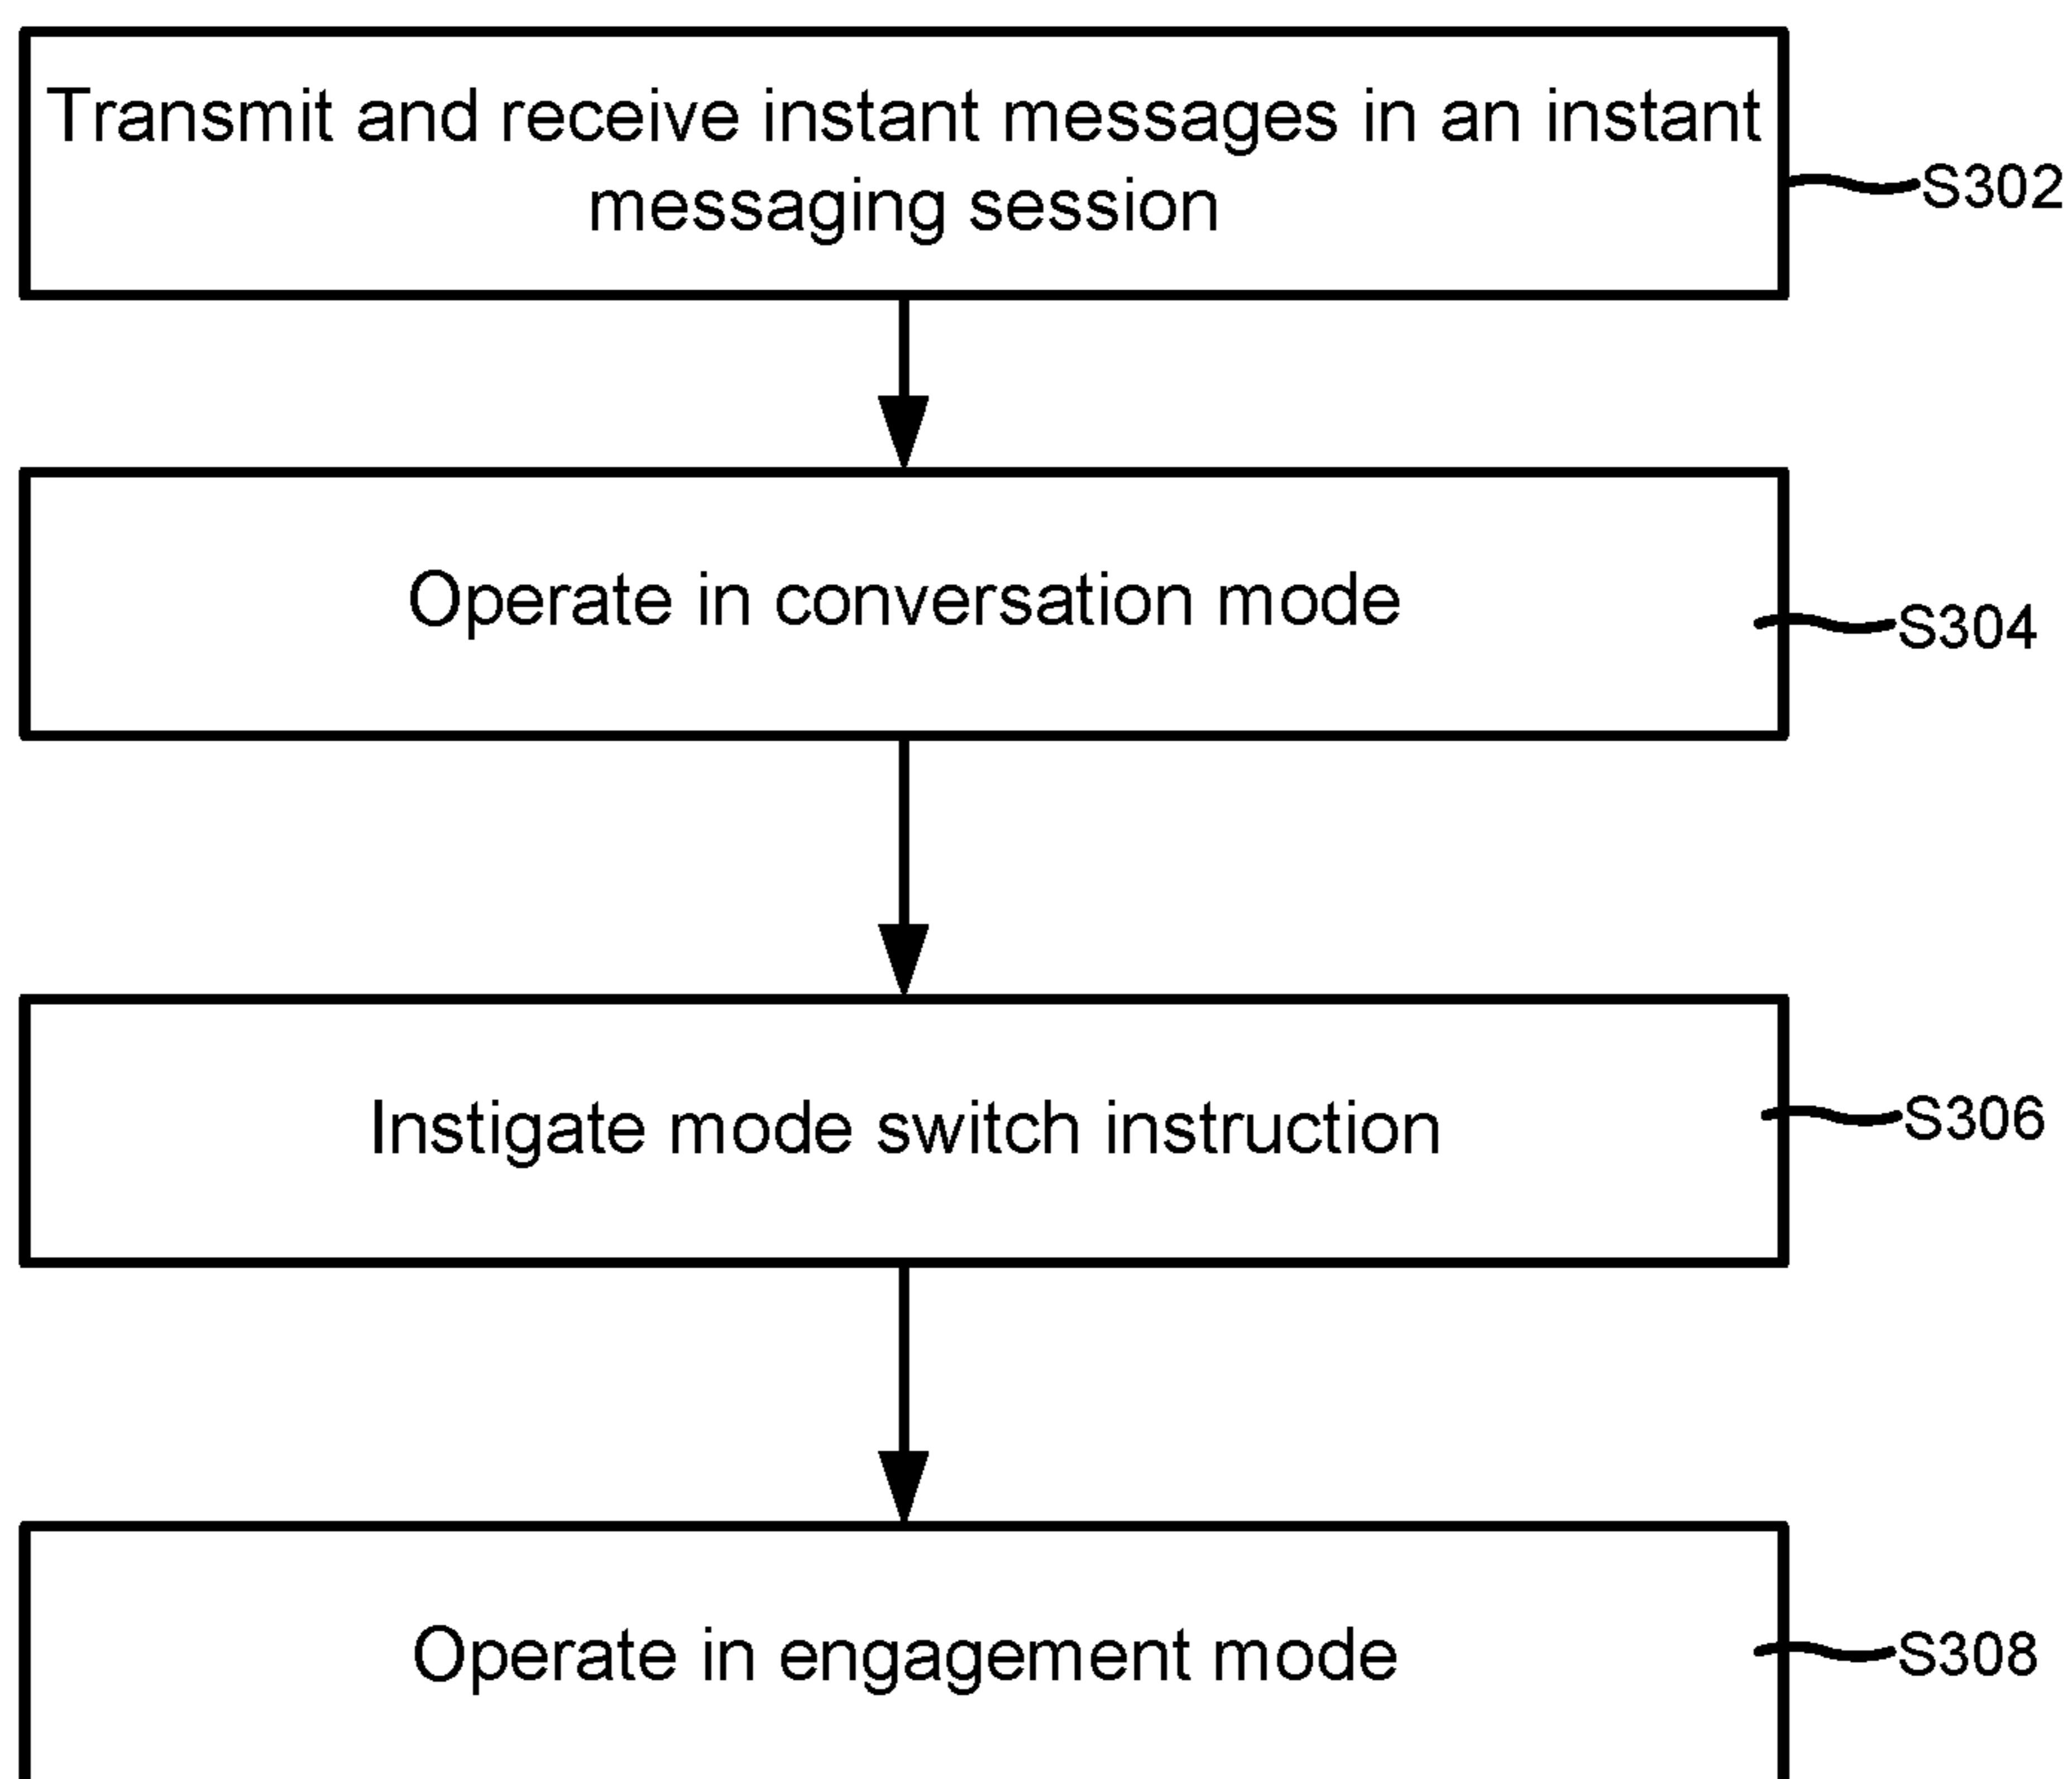 Transmit and receive instant messages in an instant
messaging session
S302
Operate in conversation mode
S304
Instigate mode switch instruction
S306
Operate in engagement mode
S308